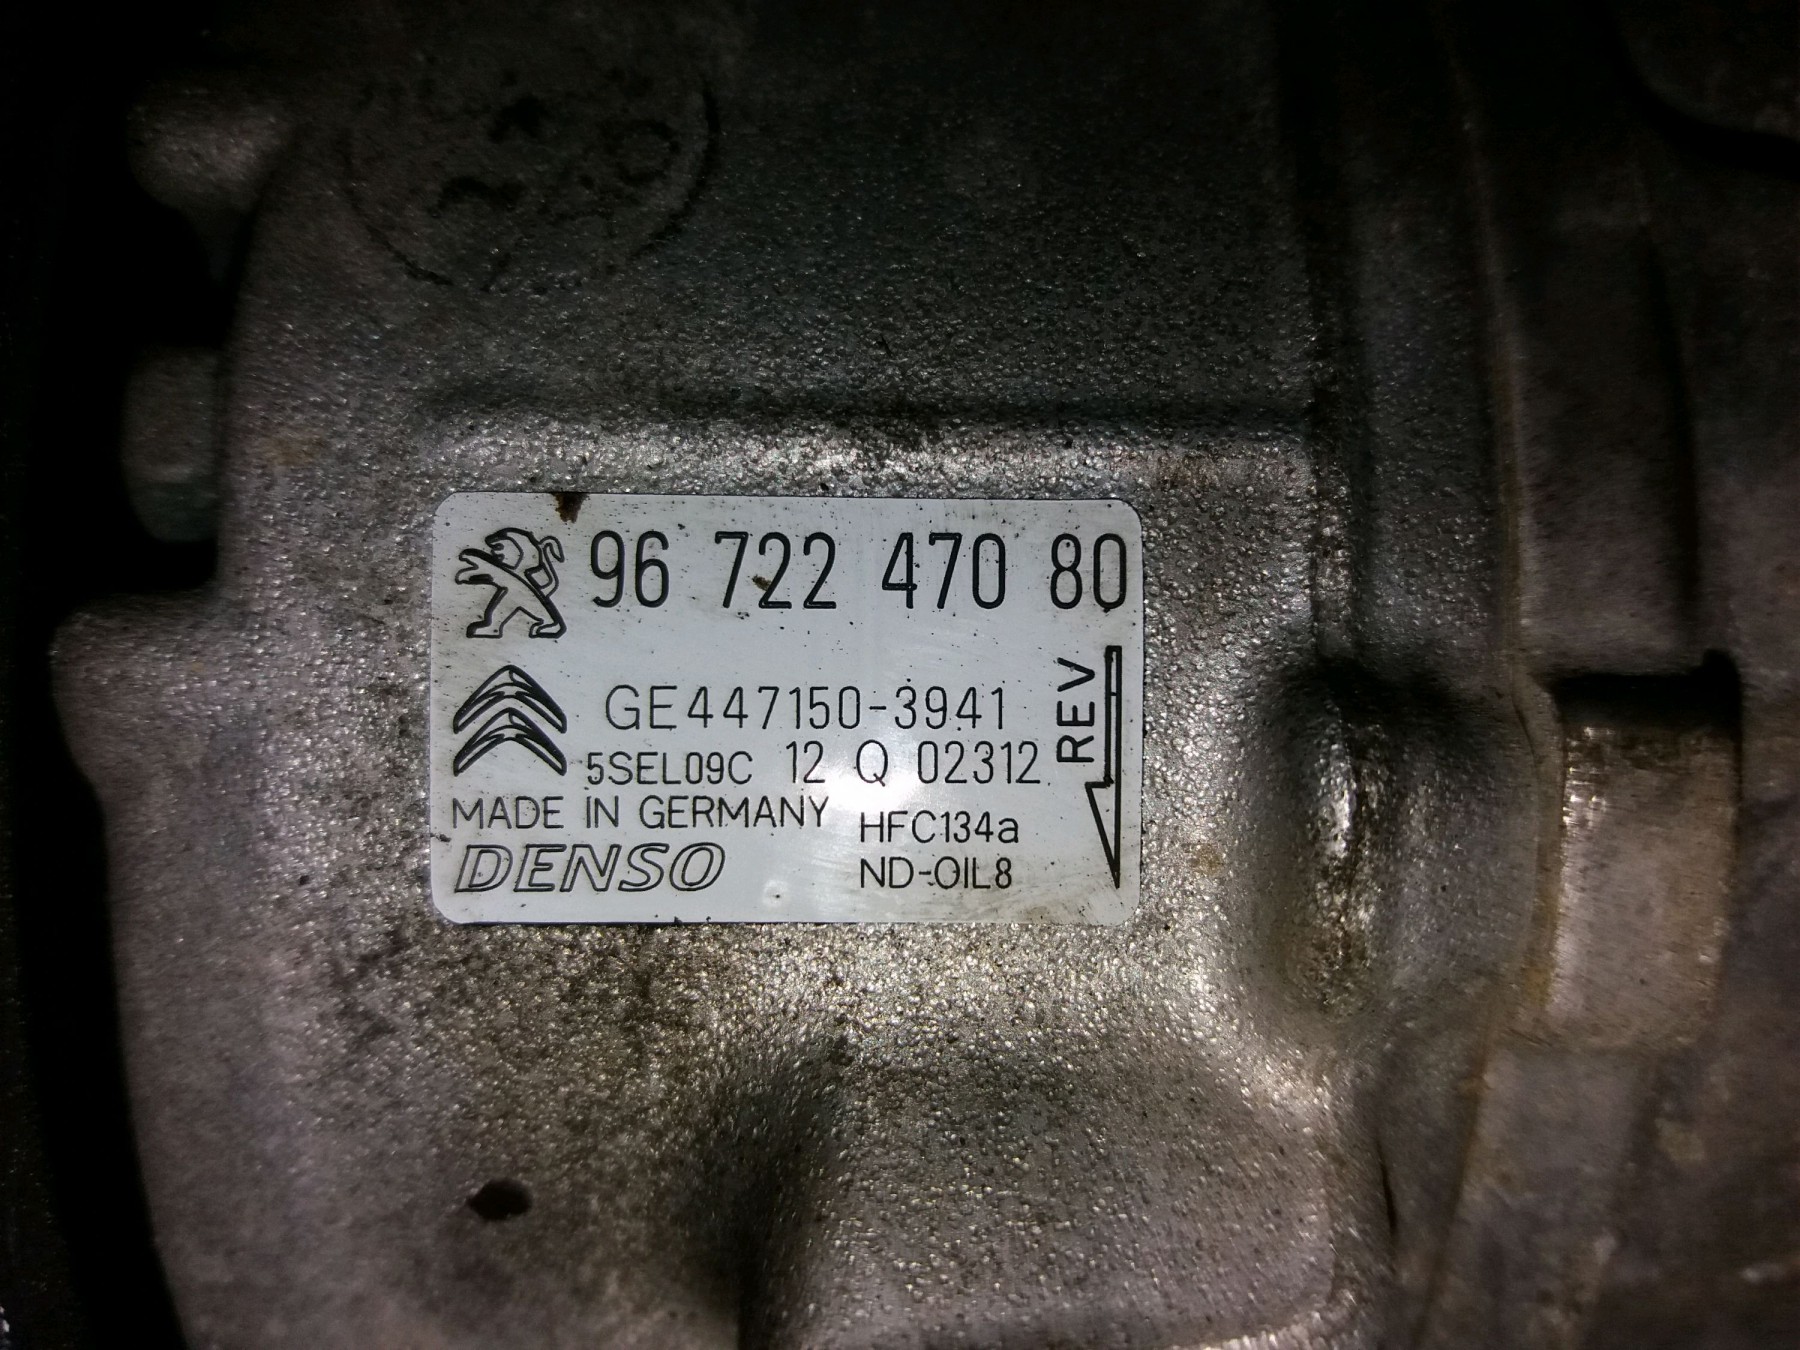 96 722 470 80
GE447150-3941
5SEL09C 12 Q 02312
REV
MADE IN GERMANY
HFC134a
DENSO
ND-OIL8